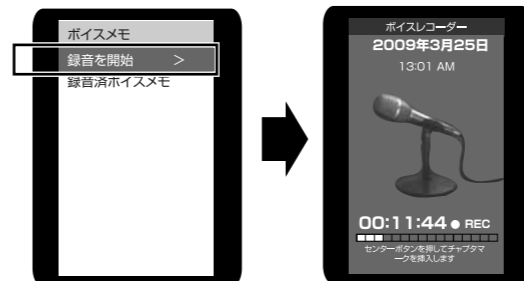 ボイスメモ
録音を開始 >
録音済ボイスメモ
ボイスレコーダー
2009年3月25日
13:01 AM
00:11:44 ● REC
センターボタンを押してチャプタマ
ークを挿入します